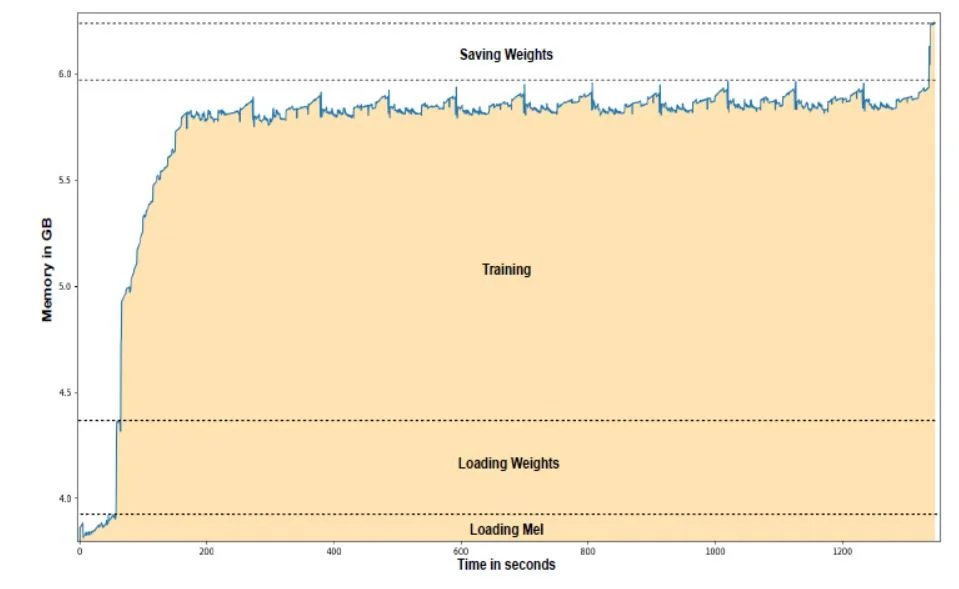 Saving Weights
6.0
5.5
Training
5.0
Memory in GB
4.5
Loading Weights
4.0
Loading Mel
0 200 400 600 800 1000 1200
Time in seconds